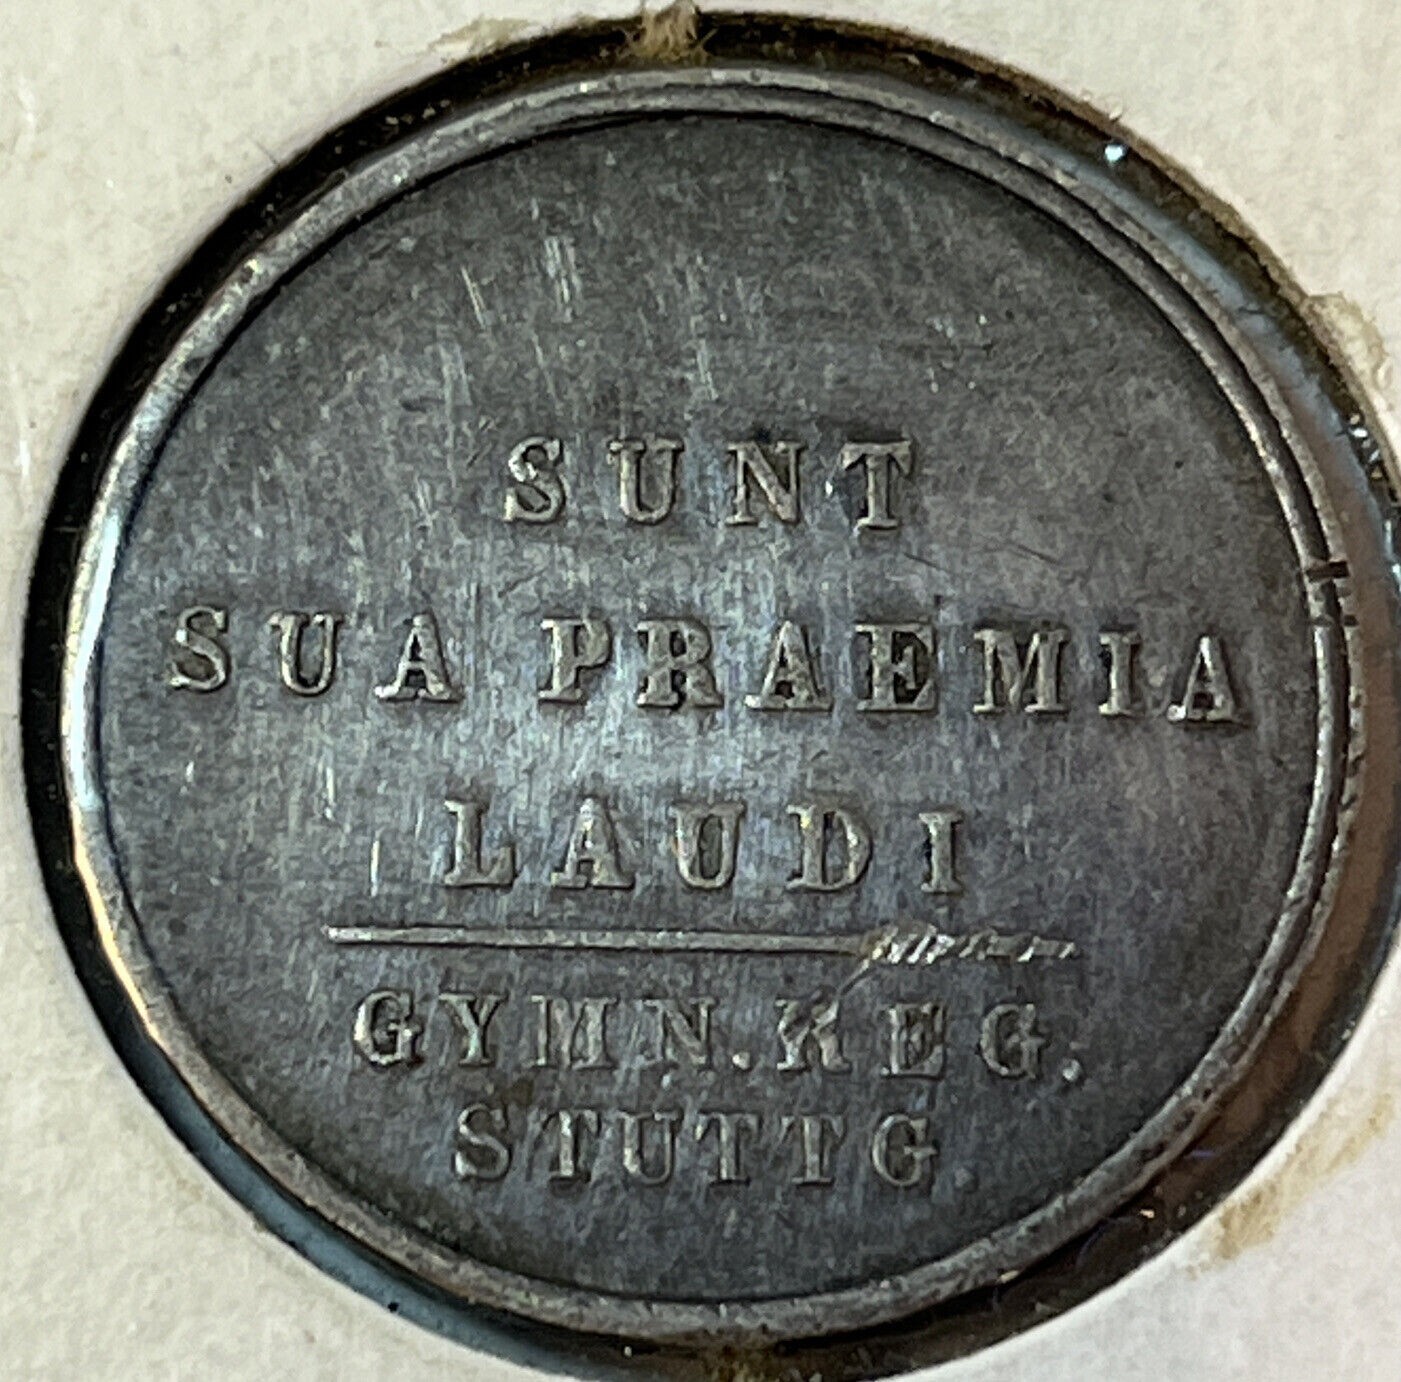 SUNT
SUA PRAEMIA
LAUDI
GYMN. REG.
STUTTG.